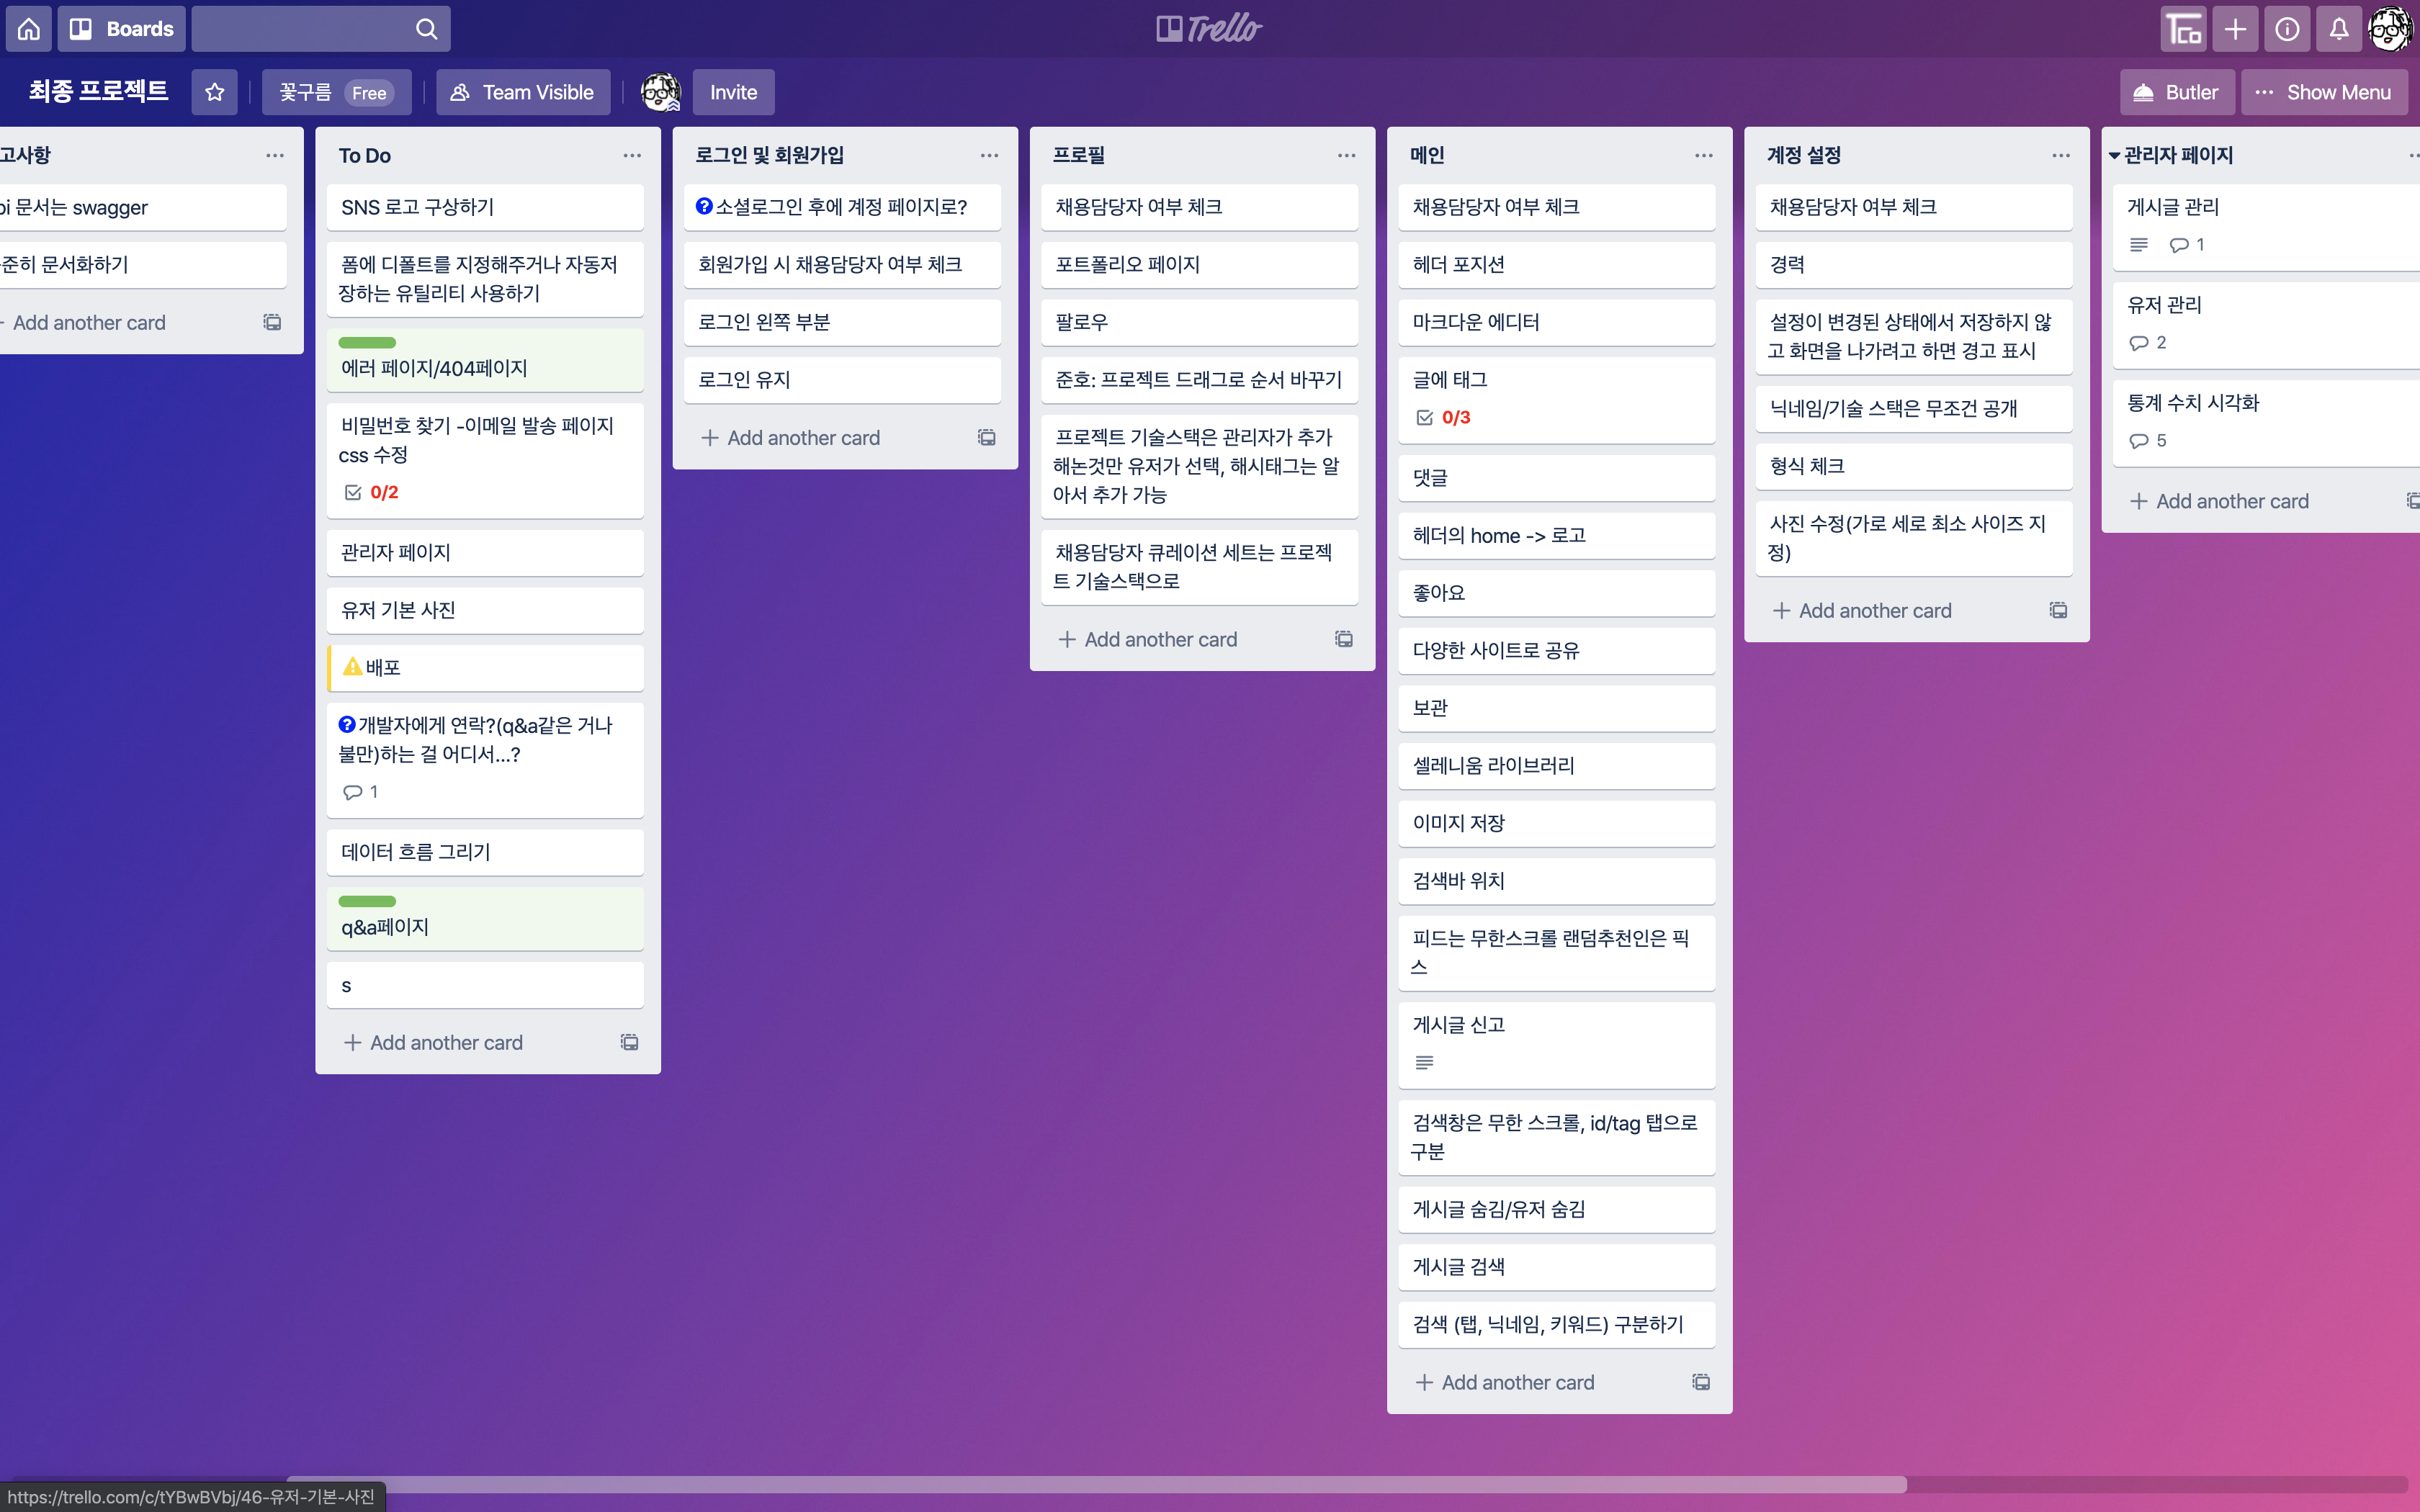 Boards
Trello
최종 프로젝트
꽃구름 Free
Team Visible
Invite
Butler
Show Menu
고사항
pi 문서는 swagger
준히 문서화하기
Add another card
To Do
SNS 로고 구상하기
폼에 디폴트를 지정해주거나 자동저
장하는 유틸리티 사용하기
에러 페이지/404페이지
비밀번호 찾기 -이메일 발송 페이지
css 수정
0/2
관리자 페이지
유저 기본 사진
배포
개발자에게 연락?(q&a같은 거나
불만)하는 걸 어디서...?
1
데이터 흐름 그리기
q&a페이지
s
Add another card
로그인 및 회원가입
소셜로그인 후에 계정 페이지로?
회원가입 시 채용담당자 여부 체크
로그인 왼쪽 부분
로그인 유지
Add another card
프로필
채용담당자 여부 체크
포트폴리오 페이지
팔로우
준호: 프로젝트 드래그로 순서 바꾸기
프로젝트 기술스택은 관리자가 추가
해논것만 유저가 선택, 해시태그는 알
아서 추가 가능
채용담당자 큐레이션 세트는 프로젝
트 기술스택으로
Add another card
메인
채용담당자 여부 체크
헤더 포지션
마크다운 에디터
글에 태그
0/3
댓글
헤더의 home -> 로고
좋아요
다양한 사이트로 공유
보관
셀레니움 라이브러리
이미지 저장
검색바 위치
피드는 무한스크롤 랜덤추천인은 픽
스
게시글 신고
검색창은 무한 스크롤, id/tag 탭으로
구분
게시글 숨김/유저 숨김
게시글 검색
검색 (탭, 닉네임, 키워드) 구분하기
Add another card
계정 설정
채용담당자 여부 체크
경력
설정이 변경된 상태에서 저장하지 않
고 화면을 나가려고 하면 경고 표시
닉네임/기술 스택은 무조건 공개
형식 체크
사진 수정(가로 세로 최소 사이즈 지
정)
Add another card
관리자 페이지
게시글 관리
1
유저 관리
2
통계 수치 시각화
5
Add another card
https://trello.com/c/tYBwBVbj/46-유저-기본-사진